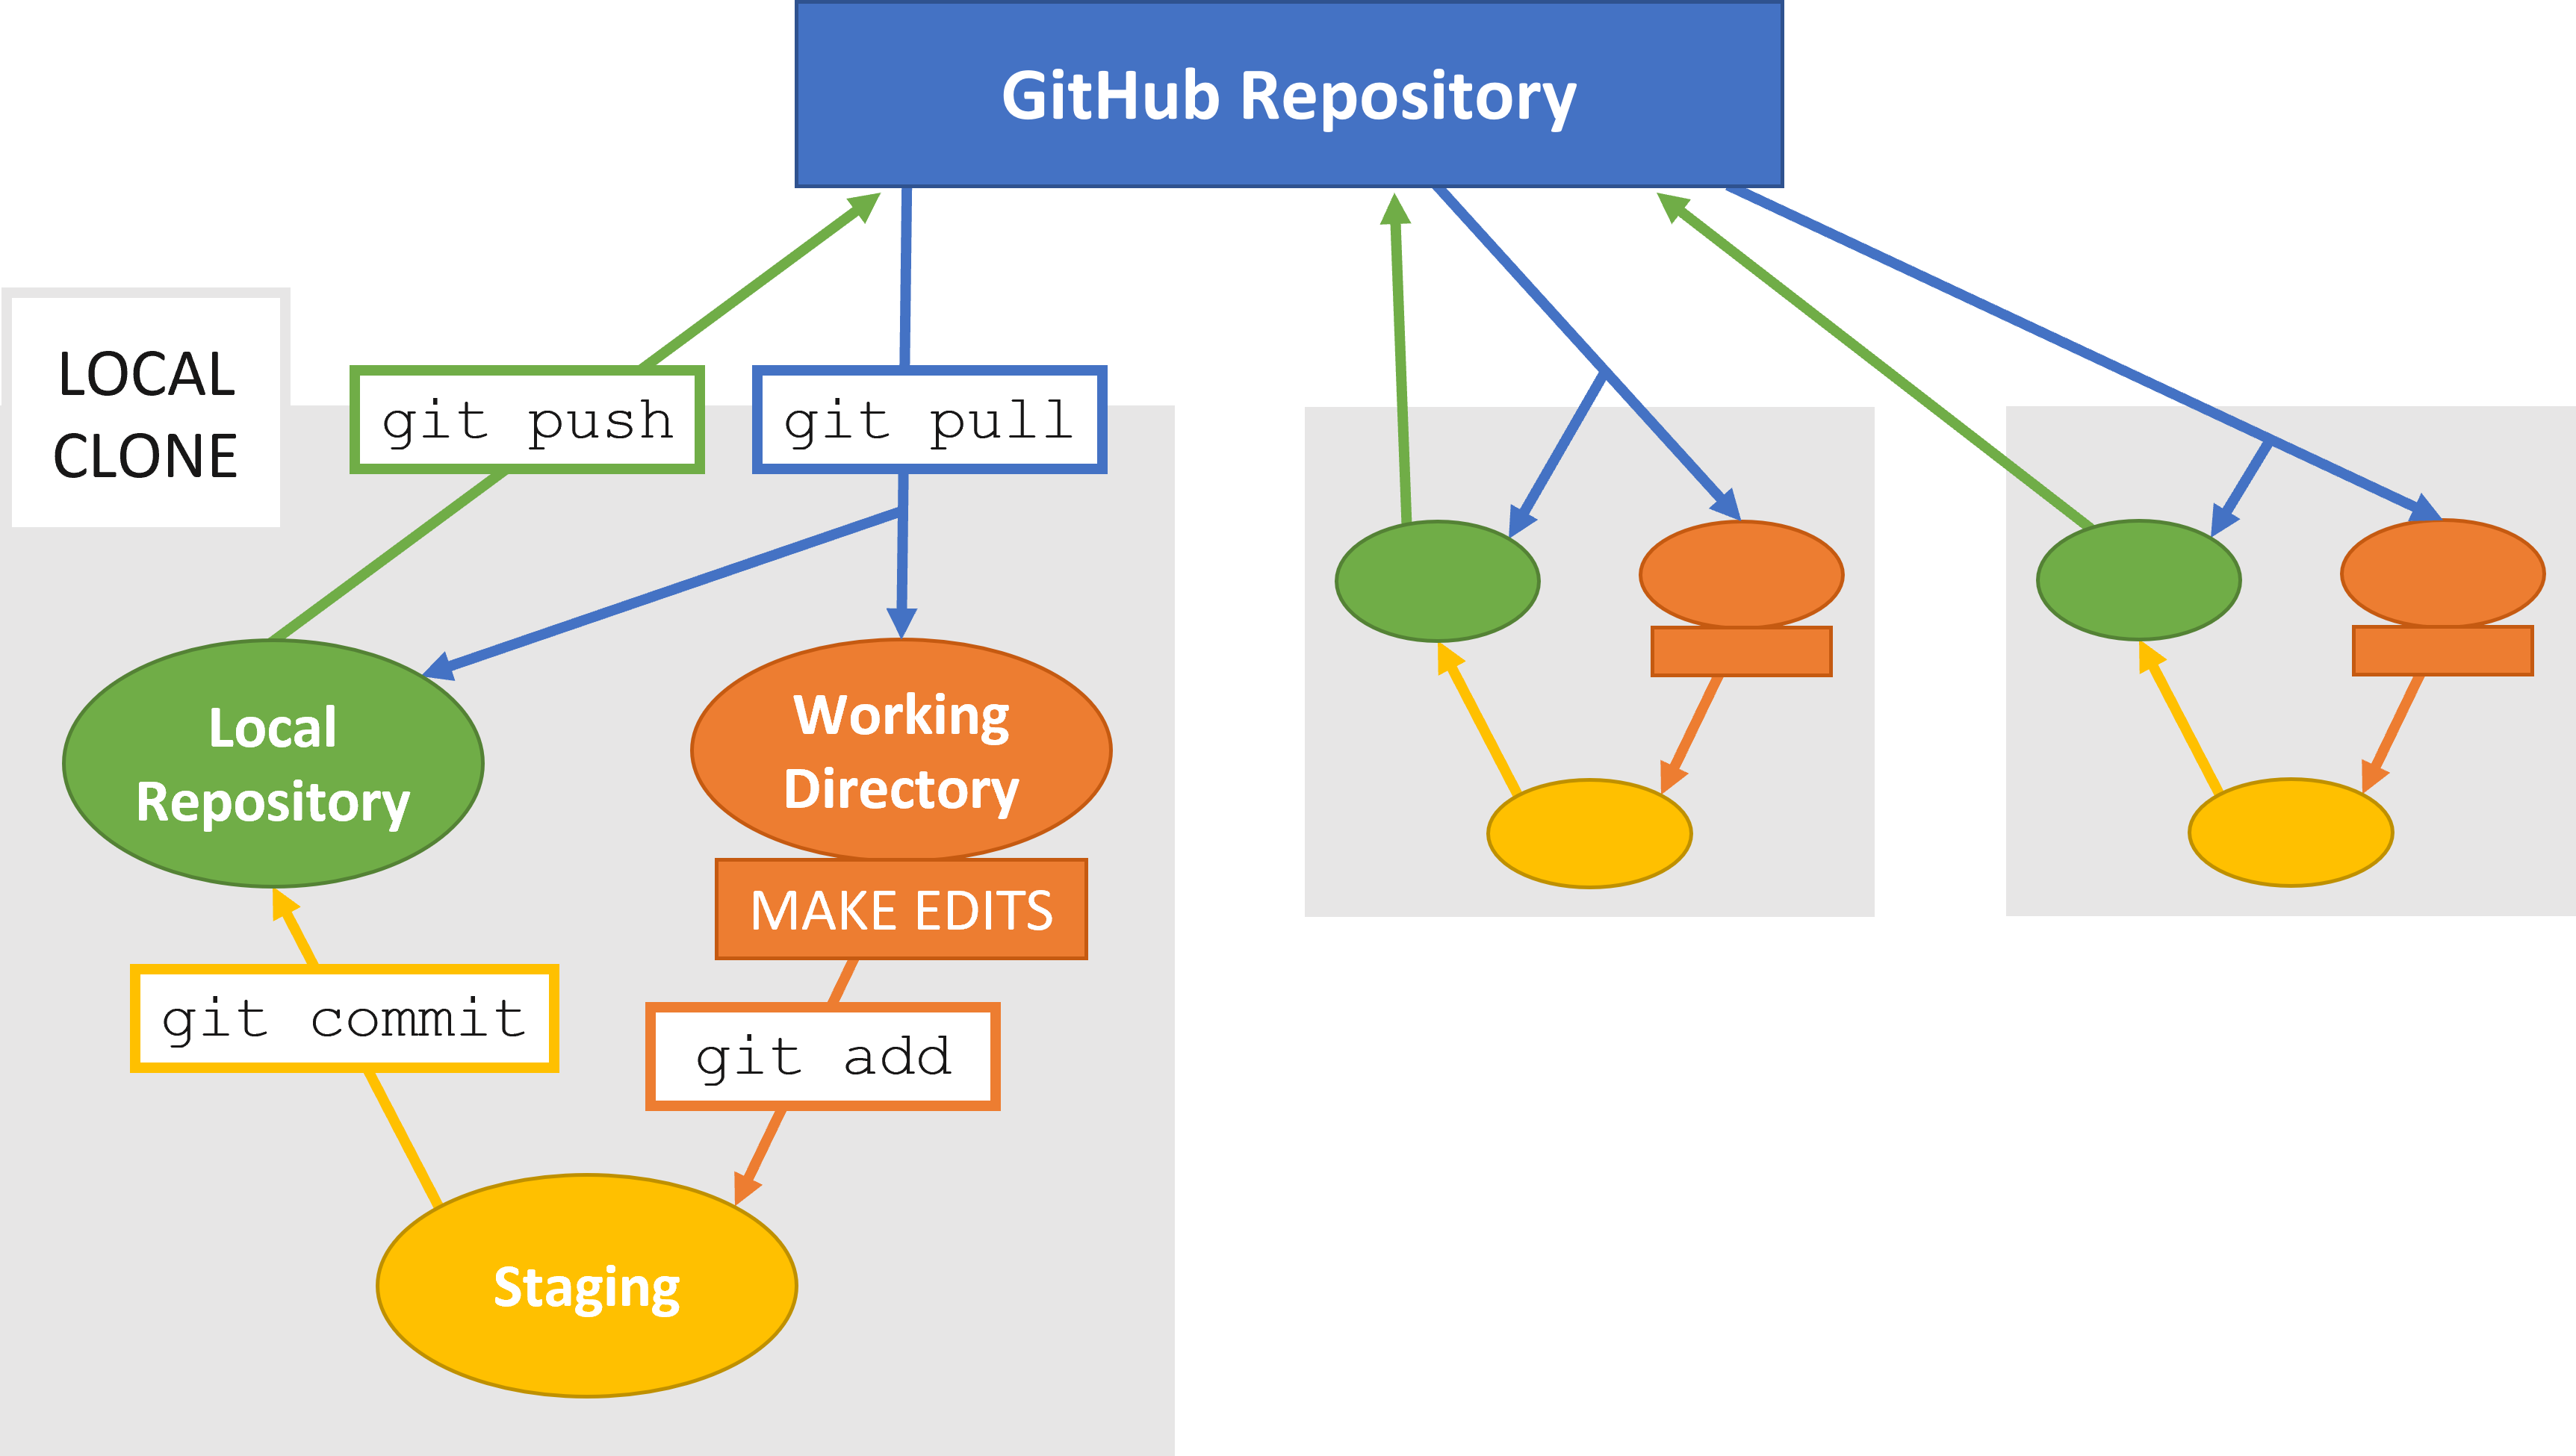 GitHub Repository
LOCAL
CLONE
git push
git pull
Local
Repository
Working
Directory
MAKE EDITS
git commit
git add
Staging